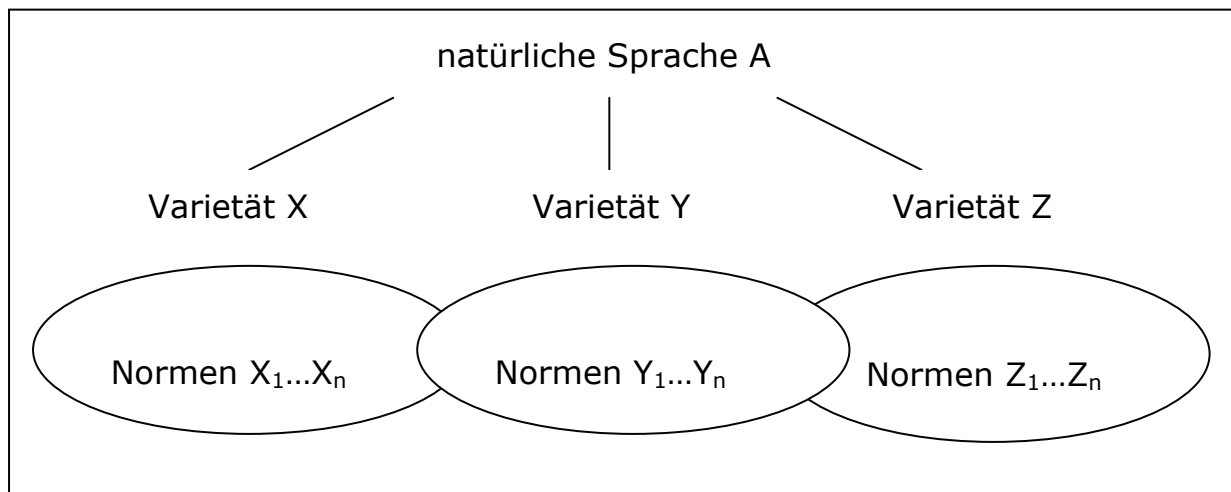 natürliche Sprache A
Varietät X Varietät Y Varietät Z
Normen X₁…Xₙ Normen Y₁…Yₙ Normen Z₁…Zₙ